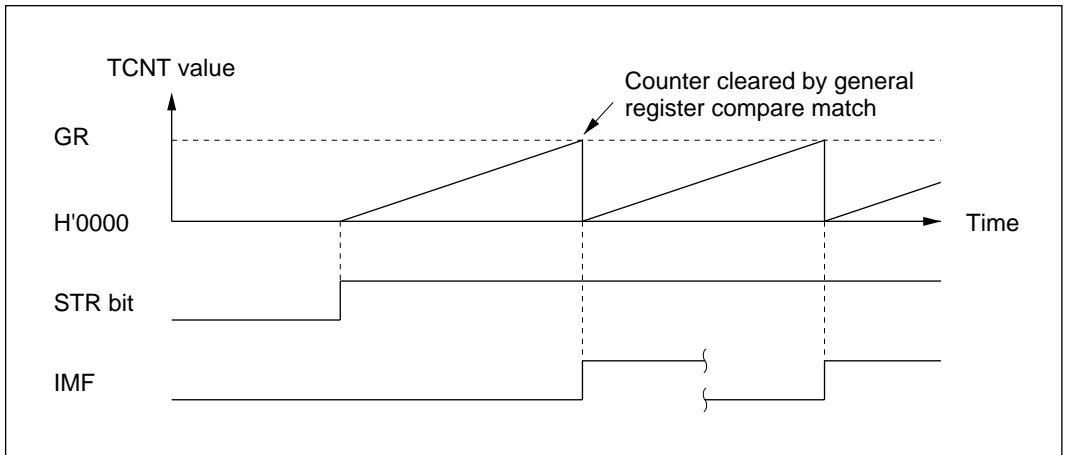 TCNT value
Counter cleared by general
register compare match
GR
H'0000
Time
STR bit
IMF